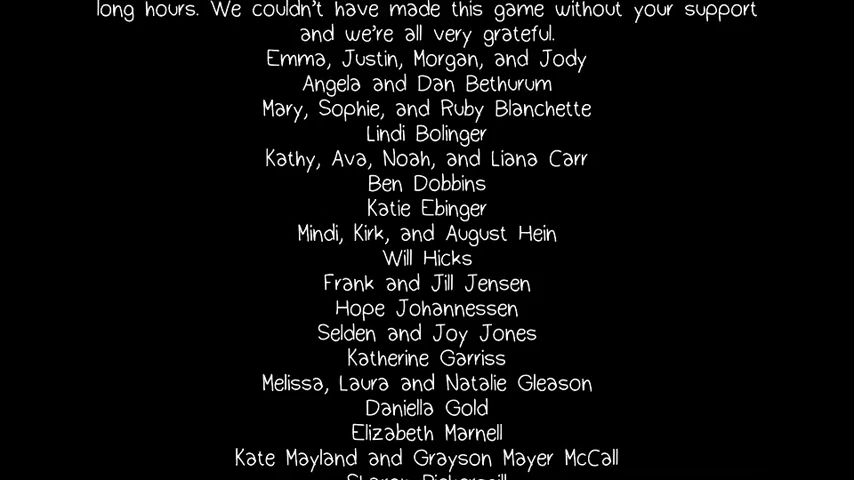 long hours. We couldn't have made this game without your support
and we're all very grateful.
Emma, Justin, Morgan, and Jody
Angela and Dan Bethurum
Mary, Sophie, and Ruby Blanchette
Lindi Bolinger
Kathy, Ava, Noah, and Liana Carr
Ben Dobbins
Katie Ebinger
Mindi, Kirk, and August Hein
Will Hicks
Frank and Jill Jensen
Hope Johannessen
Selden and Joy Jones
Katherine Garriss
Melissa, Laura and Natalie Gleason
Daniella Gold
Elizabeth Marnell
Kate Mayland and Grayson Mayer McCall